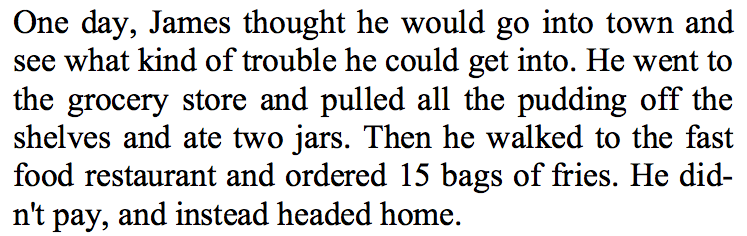 One day, James thought he would go into town and
see what kind of trouble he could get into. He went to
the grocery store and pulled all the pudding off the
shelves and ate two jars. Then he walked to the fast
food restaurant and ordered 15 bags of fries. He did-
n't pay, and instead headed home.